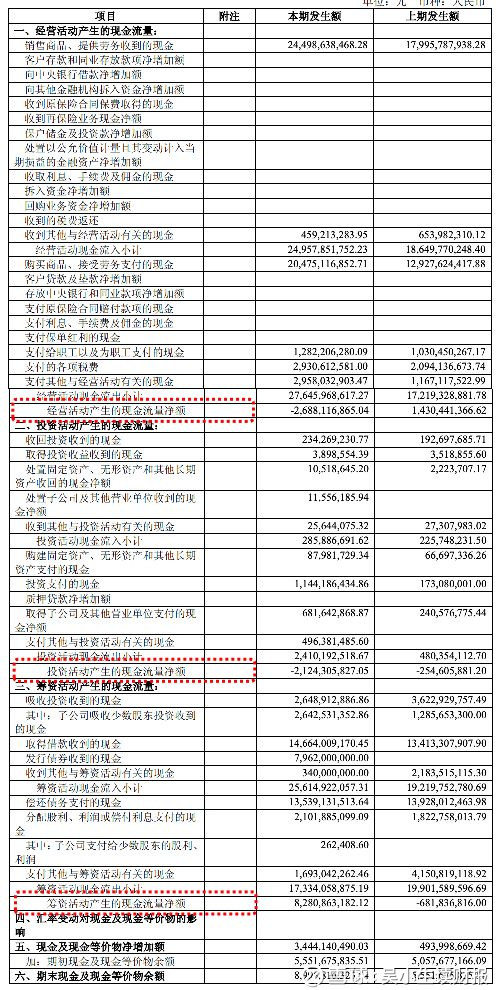 单位：元 币种：人民币
项目 附注 本期发生额 上期发生额
一、经营活动产生的现金流量：
销售商品、提供劳务收到的现金 24,498,638,468.28 17,995,787,938.28
客户存款和同业存放款项净增加额
向中央银行借款净增加额
向其他金融机构拆入资金净增加额
收到原保险合同保费取得的现金
收到再保险业务现金净额
保户储金及投资款净增加额
处置以公允价值计量且其变动计入当
期损益的金融资产净增加额
收取利息、手续费及佣金的现金
拆入资金净增加额
回购业务资金净增加额
收到的税费返还
收到其他与经营活动有关的现金 459,213,283.95 653,982,310.12
经营活动现金流入小计 24,957,851,752.23 18,649,770,248.40
购买商品、接受劳务支付的现金 20,475,116,852.71 12,927,624,417.88
客户贷款及垫款净增加额
存放中央银行和同业款项净增加额
支付原保险合同赔付款项的现金
支付利息、手续费及佣金的现金
支付保单红利的现金
支付给职工以及为职工支付的现金 1,282,206,280.09 1,030,450,267.17
支付的各项税费 2,930,612,581.00 2,094,136,673.74
支付其他与经营活动有关的现金 2,958,032,903.47 1,167,117,522.99
经营活动现金流出小计 27,645,968,617.27 17,219,328,881.78
经营活动产生的现金流量净额 -2,688,116,865.04 1,430,441,366.62
二、投资活动产生的现金流量：
收回投资收到的现金 234,269,230.77 192,697,685.71
取得投资收益收到的现金 3,898,554.39 3,518,855.60
处置固定资产、无形资产和其他长期
资产收回的现金净额 10,518,645.20 2,223,707.17
处置子公司及其他营业单位收到的现
金净额 11,556,185.94
收到其他与投资活动有关的现金 25,644,075.32 27,307,983.02
投资活动现金流入小计 285,886,691.62 225,748,231.50
购建固定资产、无形资产和其他长期
资产支付的现金 87,981,729.34 66,697,336.26
投资支付的现金 1,144,186,434.86 173,080,001.00
质押贷款净增加额
取得子公司及其他营业单位支付的现
金净额 681,642,868.87 240,576,775.44
支付其他与投资活动有关的现金 496,381,485.60
投资活动现金流出小计 2,410,192,518.67 480,354,112.70
投资活动产生的现金流量净额 -2,124,305,827.05 -254,605,881.20
三、筹资活动产生的现金流量：
吸收投资收到的现金 2,648,912,886.86 3,622,929,757.49
其中：子公司吸收少数股东投资收到
的现金 2,642,531,352.86 1,285,653,300.00
取得借款收到的现金 14,664,009,170.45 13,413,307,907.90
发行债券收到的现金 7,962,000,000.00
收到其他与筹资活动有关的现金 340,000,000.00 2,183,515,115.30
筹资活动现金流入小计 25,614,922,057.31 19,219,752,780.69
偿还债务支付的现金 13,539,131,513.64 13,928,012,463.98
分配股利、利润或偿付利息支付的现
金 2,101,885,099.09 1,822,758,013.79
其中：子公司支付给少数股东的股利、
利润 262,408.60
支付其他与筹资活动有关的现金 1,693,042,262.46 4,150,819,118.92
筹资活动现金流出小计 17,334,058,875.19 19,901,589,596.69
筹资活动产生的现金流量净额 8,280,863,182.12 -681,836,816.00
四、汇率变动对现金及现金等价物的影
响
五、现金及现金等价物净增加额 3,444,140,490.03 493,998,669.42
加：期初现金及现金等价物余额 5,551,675,835.51 5,057,677,166.09
六、期末现金及现金等价物余额